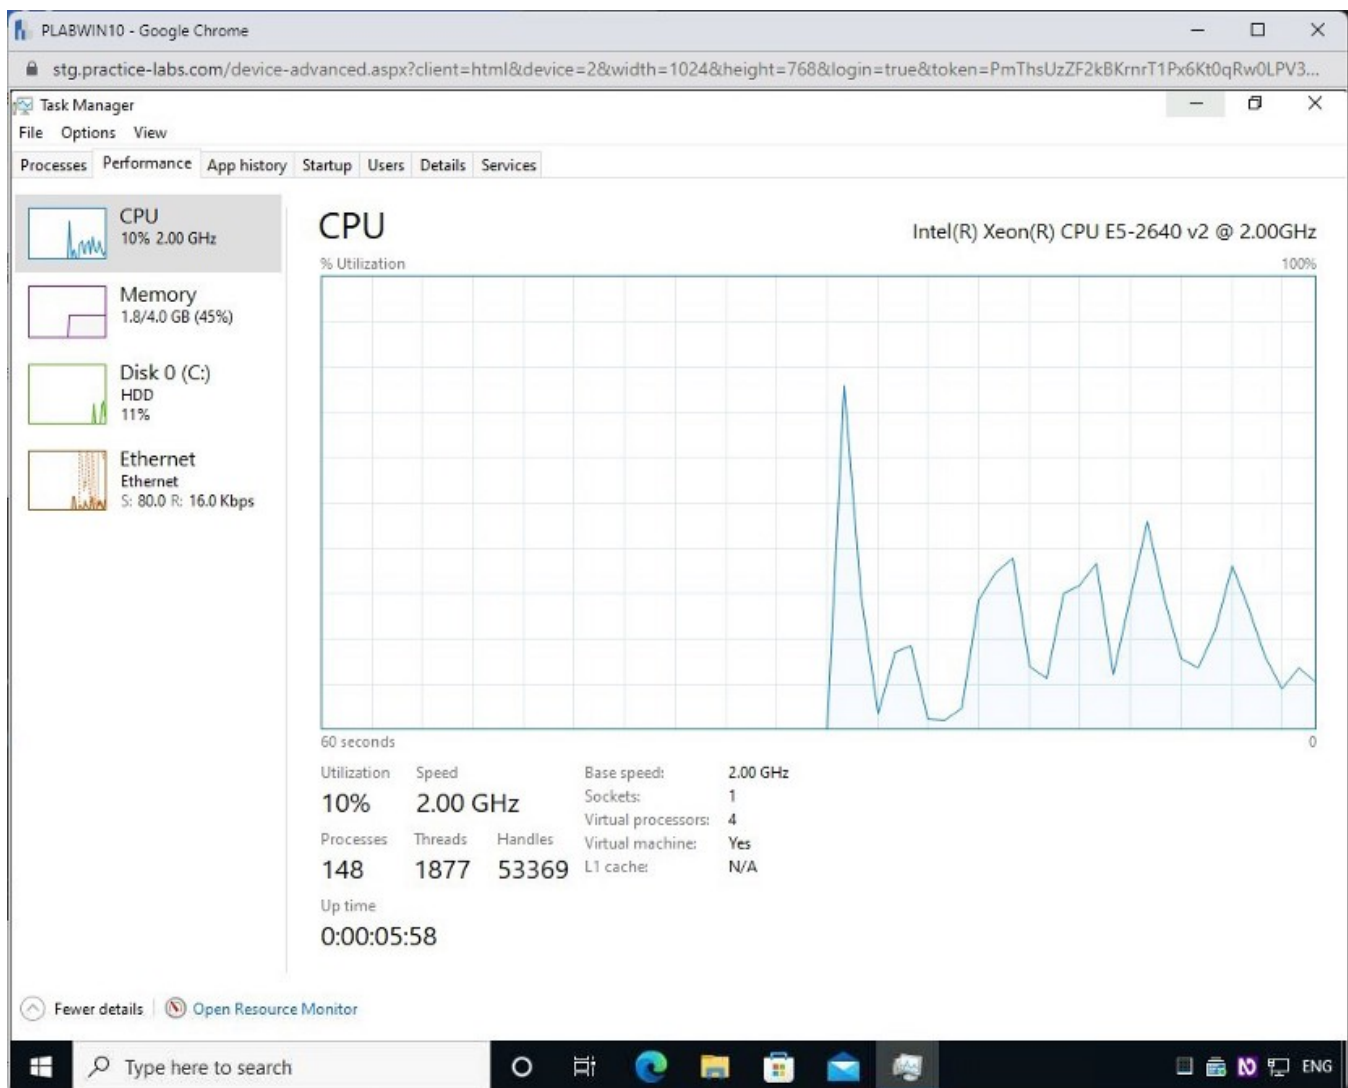 PLABWIN10 - Google Chrome
stg.practice-labs.com/device-advanced.aspx?client=html&device=2&width=1024&height=768&login=true&token=PmThsUzZF2kBKrnrT1Px6Kt0qRw0LPV3...
Task Manager
File Options View
Processes Performance App history Startup Users Details Services
CPU
10% 2.00 GHz
Memory
1.8/4.0 GB (45%)
Disk 0 (C:)
HDD
11%
Ethernet
Ethernet
S: 80.0 R: 16.0 Kbps
CPU
Intel(R) Xeon(R) CPU E5-2640 v2 @ 2.00GHz
% Utilization 100%
60 seconds 0
Utilization Speed
10% 2.00 GHz
Processes Threads Handles
148 1877 53369
Up time
0:00:05:58
Base speed: 2.00 GHz
Sockets: 1
Virtual processors: 4
Virtual machine: Yes
L1 cache: N/A
Fewer details Open Resource Monitor
Type here to search
ENG